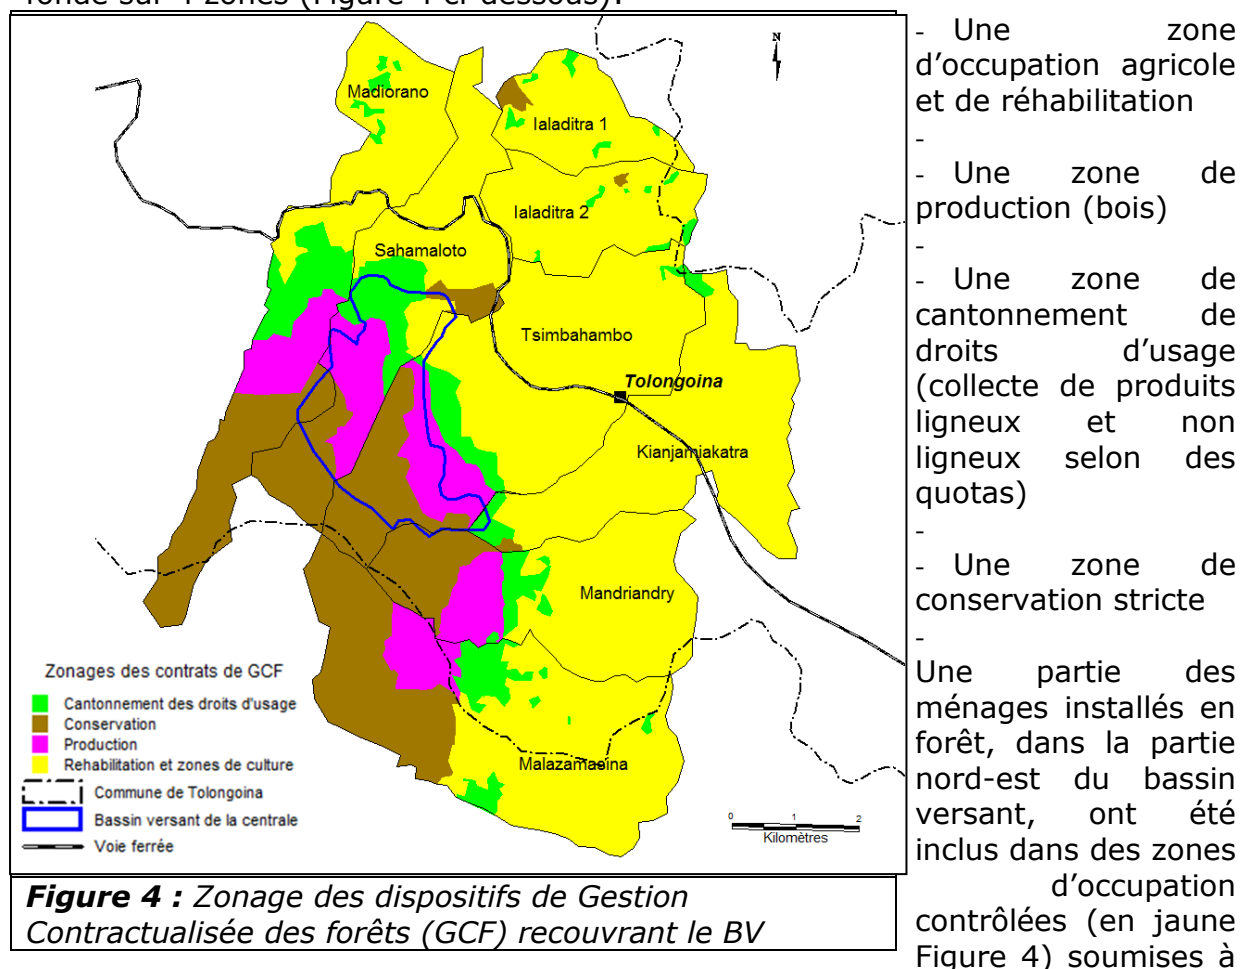 fondé sur 4 zones (Figure 4 ci-dessous).
N
Madiorano
Ialaditra 1
Ialaditra 2
Sahamaloto
Tsimbahambo
Tolongoina
Kianjamiakatra
Mandriandry
Malazamasina
Zonages des contrats de GCF
Cantonnement des droits d'usage
Conservation
Production
Rehabilitation et zones de culture
Commune de Tolongoina
Bassin versant de la centrale
Voie ferrée
0 1 2
Kilomètres
Figure 4 : Zonage des dispositifs de Gestion
Contractualisée des forêts (GCF) recouvrant le BV
- Une zone
d’occupation agricole
et de réhabilitation
-
- Une zone de
production (bois)
-
- Une zone de
cantonnement de
droits d’usage
(collecte de produits
ligneux et non
ligneux selon des
quotas)
-
- Une zone de
conservation stricte
-
Une partie des
ménages installés en
forêt, dans la partie
nord-est du bassin
versant, ont été
inclus dans des zones
d’occupation
contrôlées (en jaune
Figure 4) soumises à